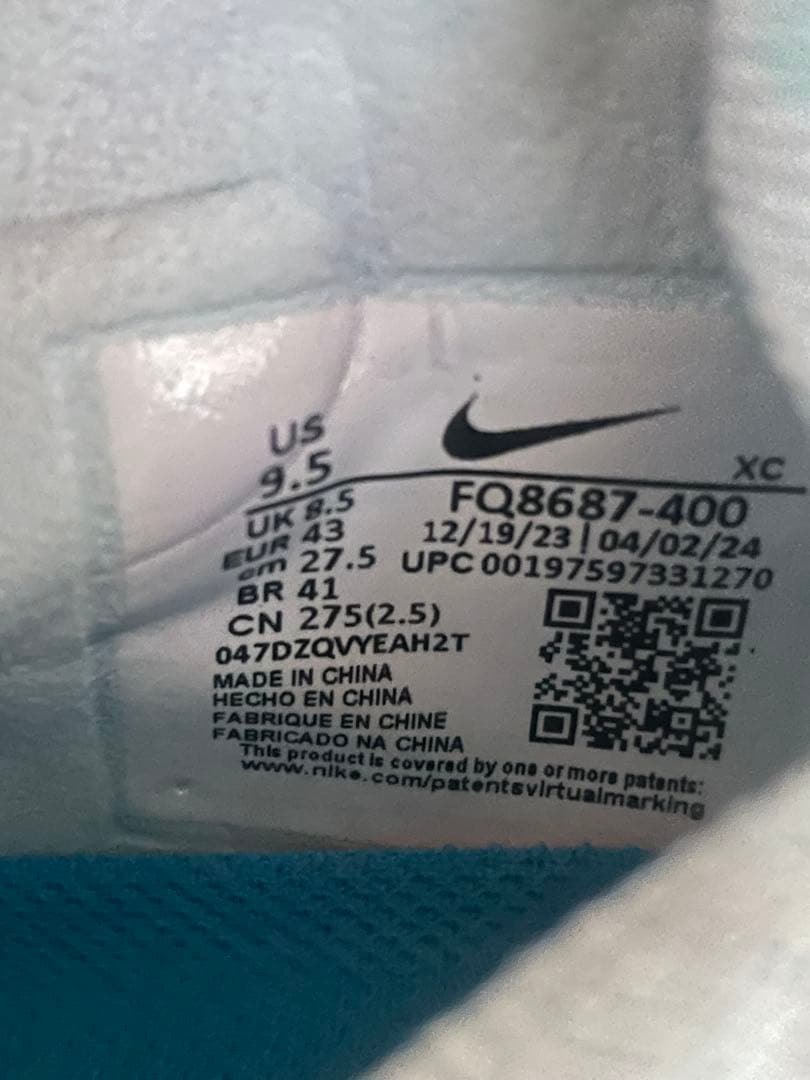 US
9.5
UK 8.5
EUR 43
cm 27.5
BR 41
CN 275(2.5)
047DZQVYEAH2T
MADE IN CHINA
HECHO EN CHINA
FABRIQUE EN CHINE
FABRICADO NA CHINA
This product is covered by one or more patents:
www.nike.com/patentsvirtualmarking
XC
FQ8687-400
12/19/23 | 04/02/24
UPC 00197597331270